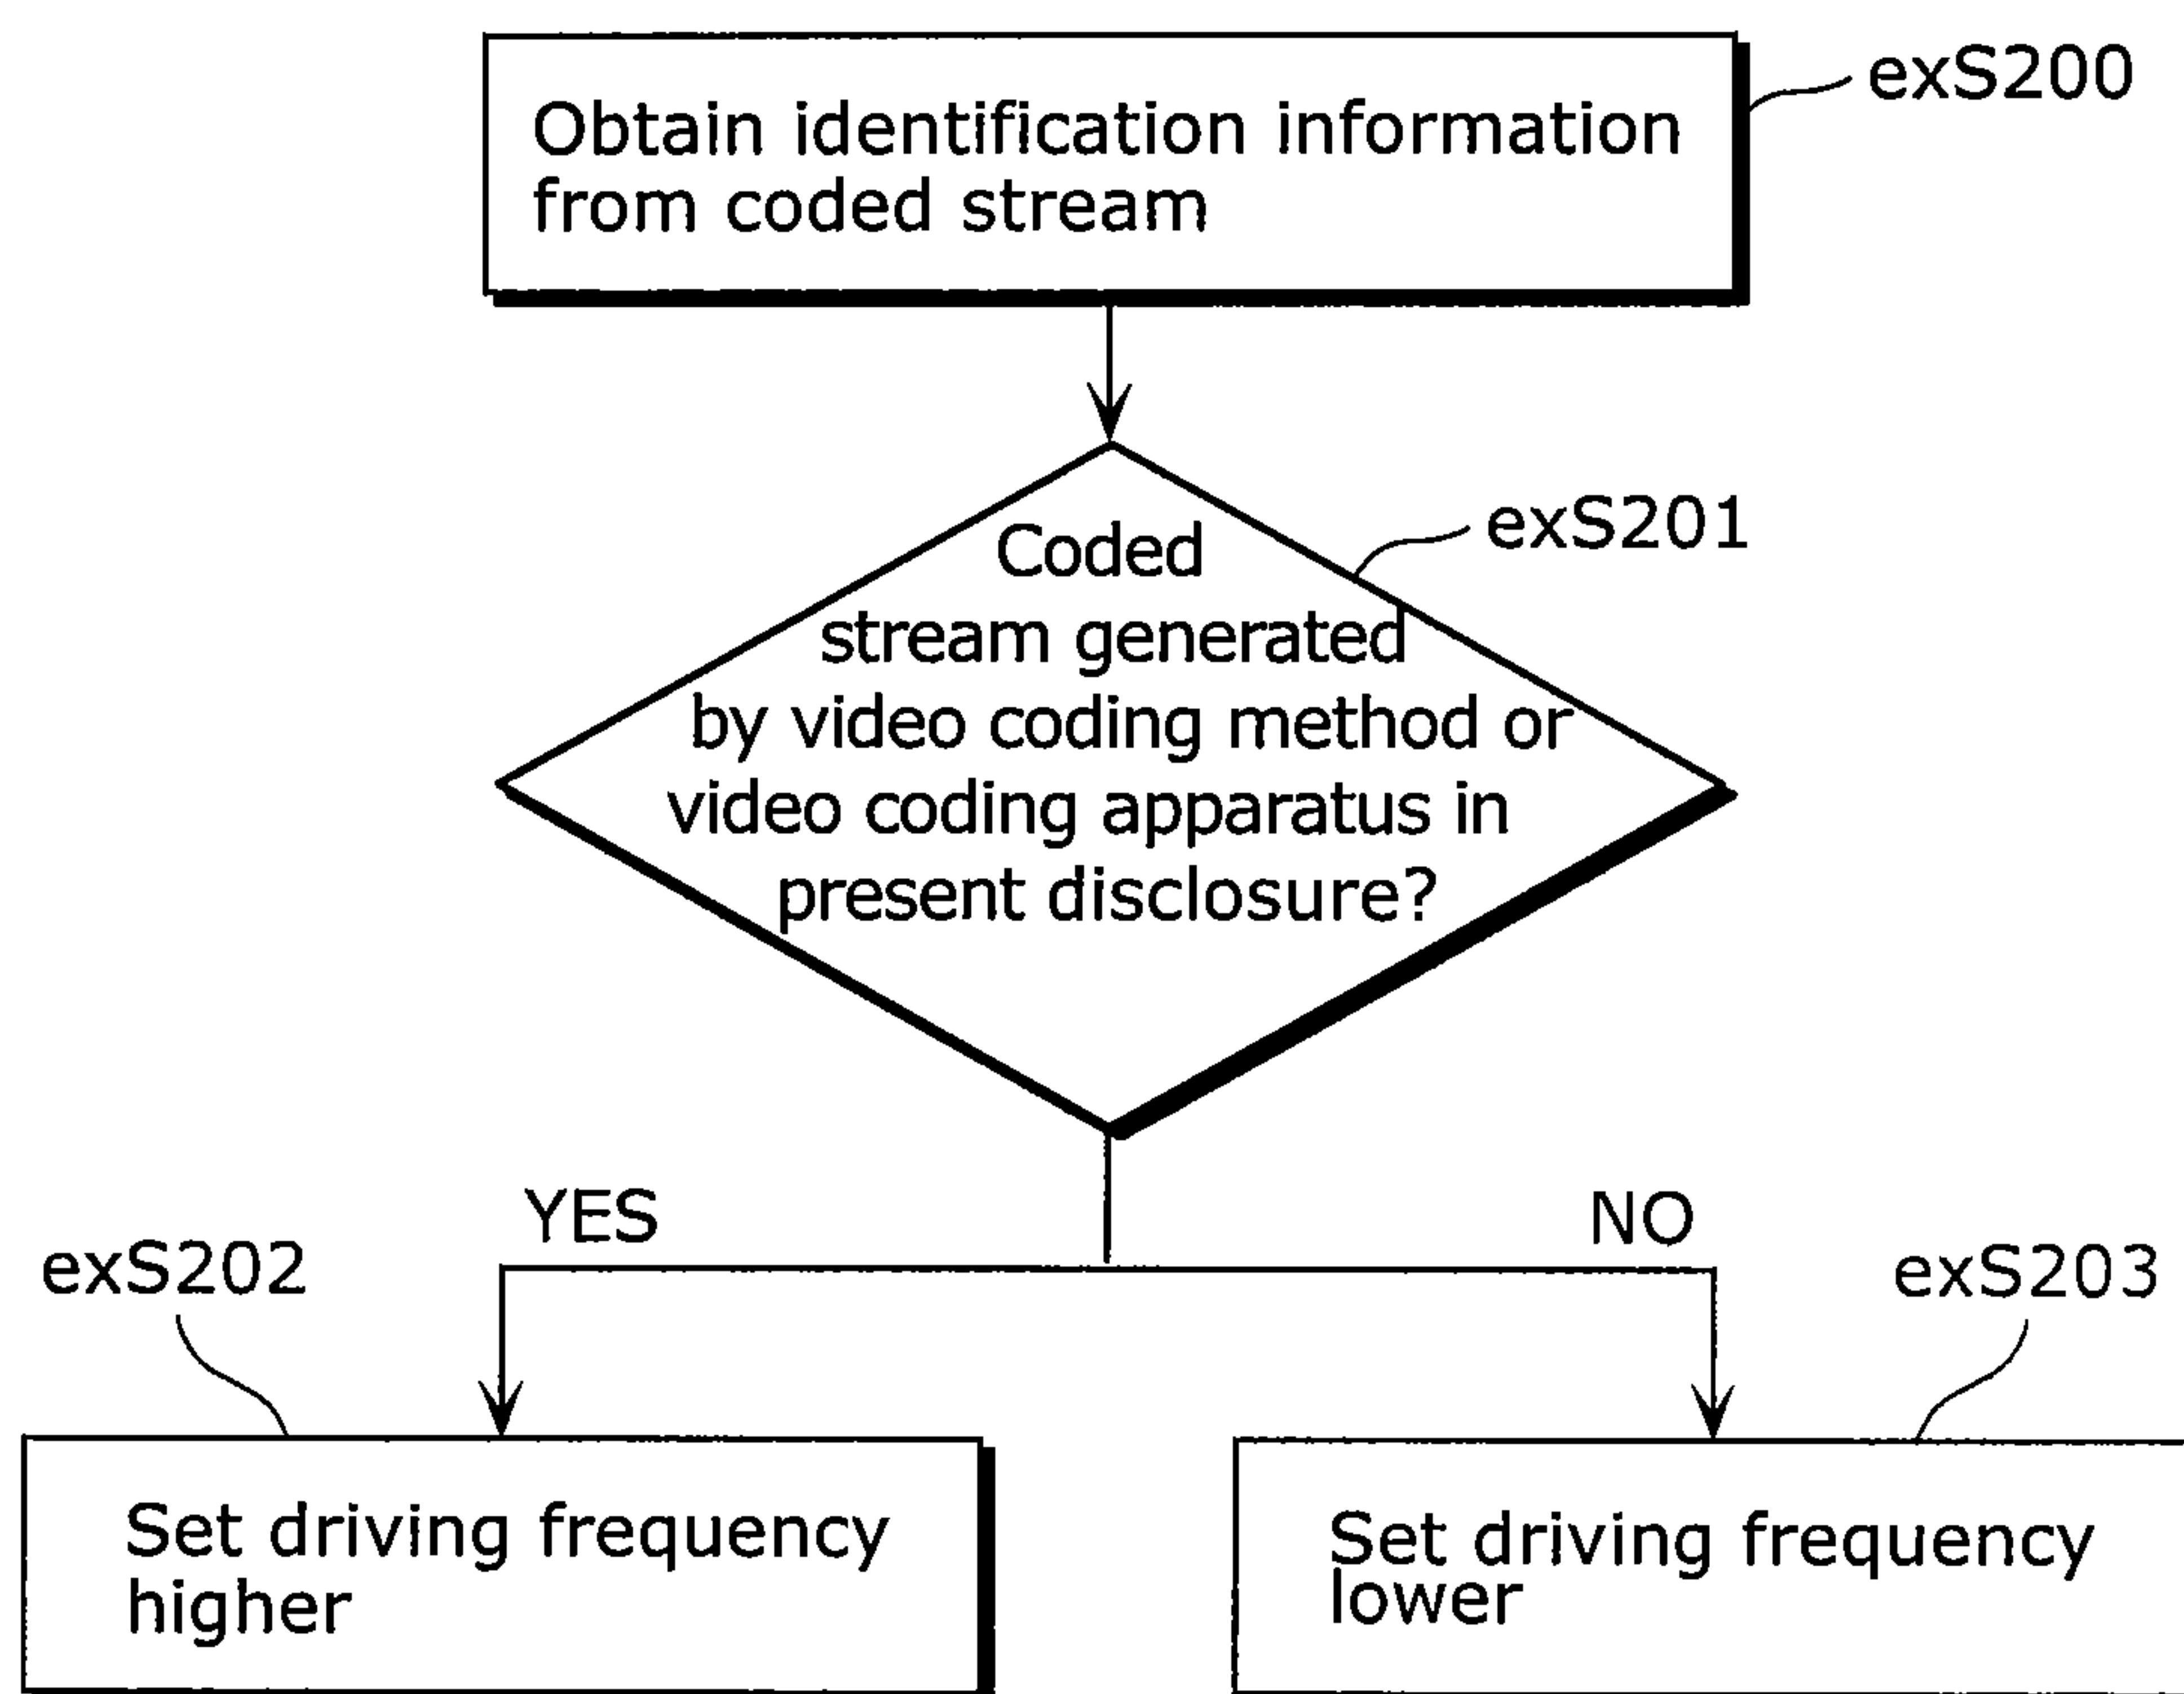 exS200
Obtain identification information
from coded stream
exS201
Coded
stream generated
by video coding method or
video coding apparatus in
present disclosure?
YES
NO
exS202
exS203
Set driving frequency
higher
Set driving frequency
lower